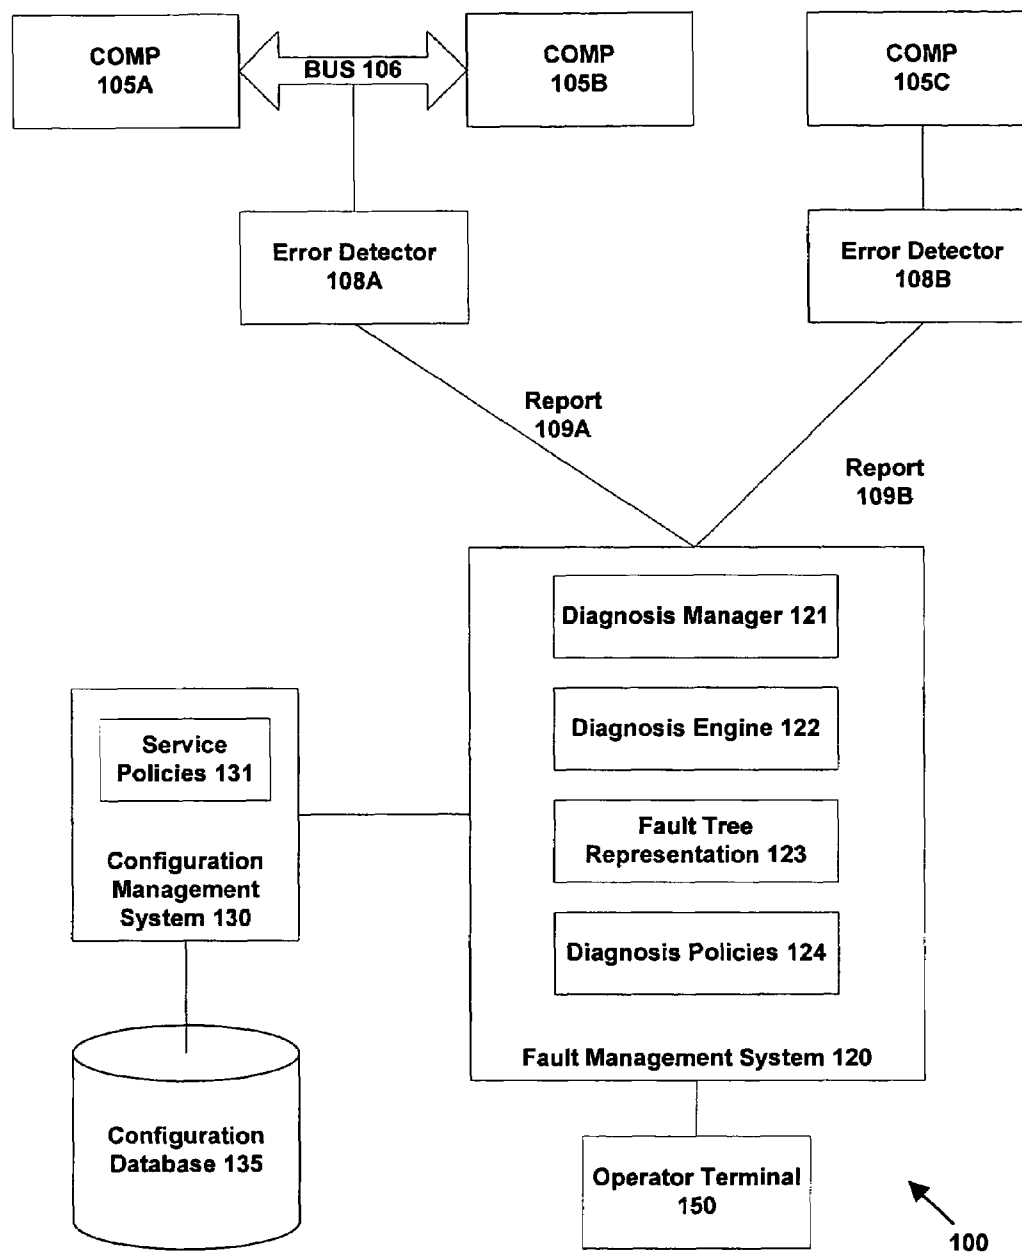 COMP
105A
BUS 106
COMP
105B
COMP
105C
Error Detector
108A
Error Detector
108B
Report
109A
Report
109B
Diagnosis Manager 121
Diagnosis Engine 122
Fault Tree
Representation 123
Diagnosis Policies 124
Fault Management System 120
Service
Policies 131
Configuration
Management
System 130
Configuration
Database 135
Operator Terminal
150
100